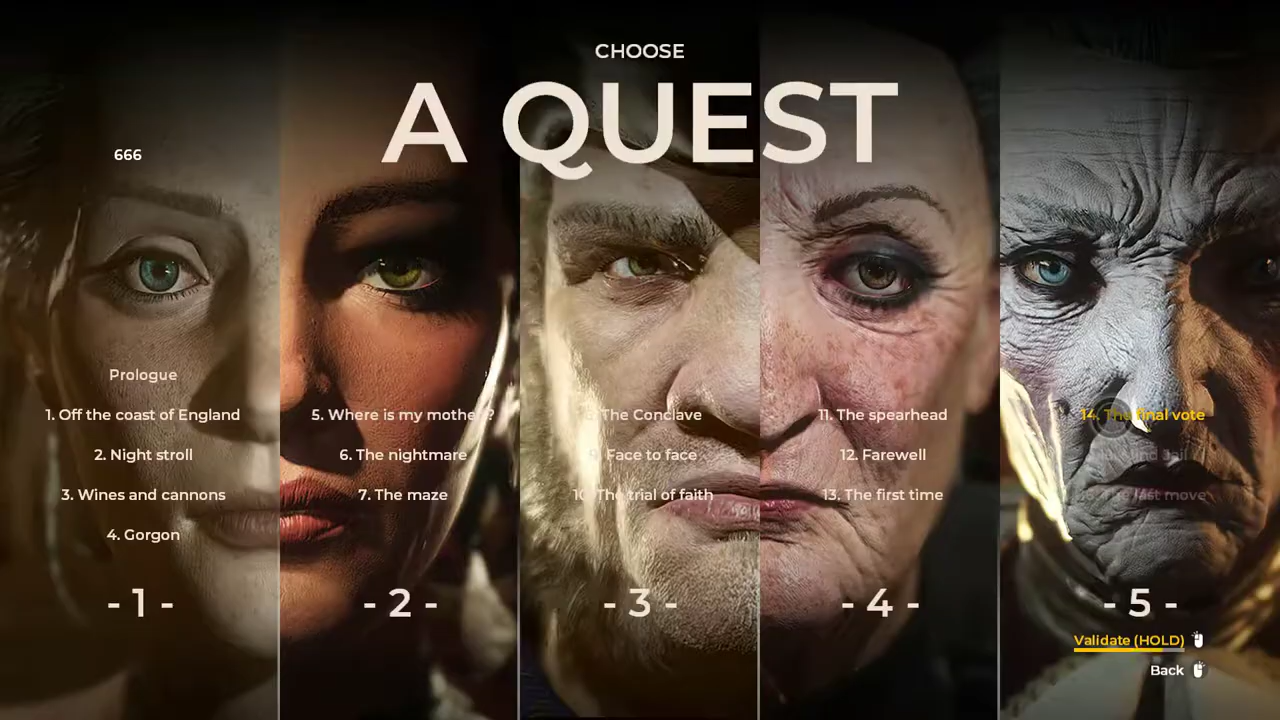 CHOOSE
A QUEST
666
Prologue
1. Off the coast of England
2. Night stroll
3. Wines and cannons
4. Gorgon
- 1 -
5. Where is my mother?
6. The nightmare
7. The maze
- 2 -
The Conclave
Face to face
10. The trial of faith
- 3 -
11. The spearhead
12. Farewell
13. The first time
- 4 -
14. The final vote
The last move
- 5 -
Validate (HOLD)
Back